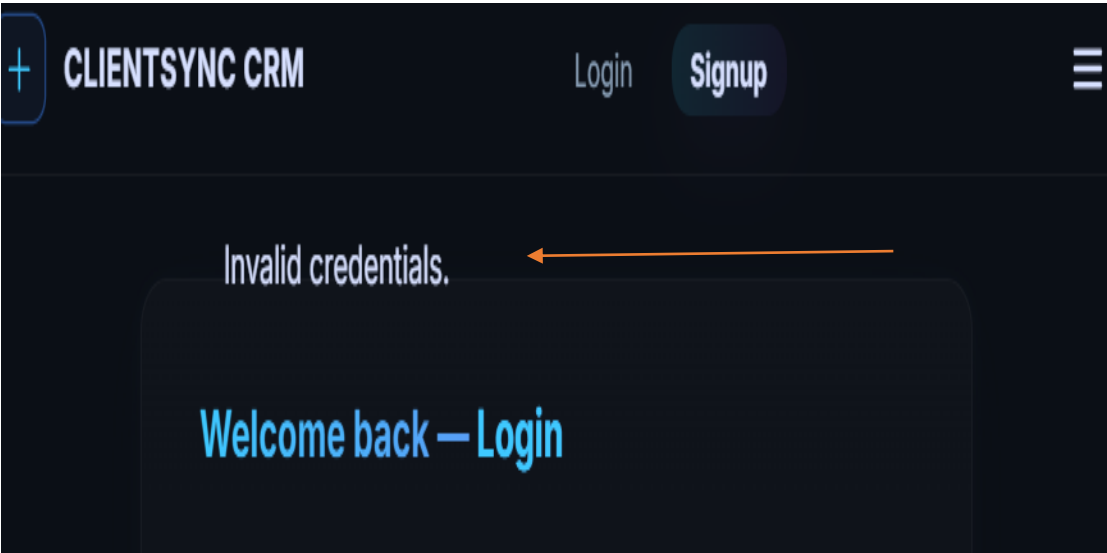 CLIENTSYNC CRM Login Signup
Invalid credentials.
Welcome back — Login